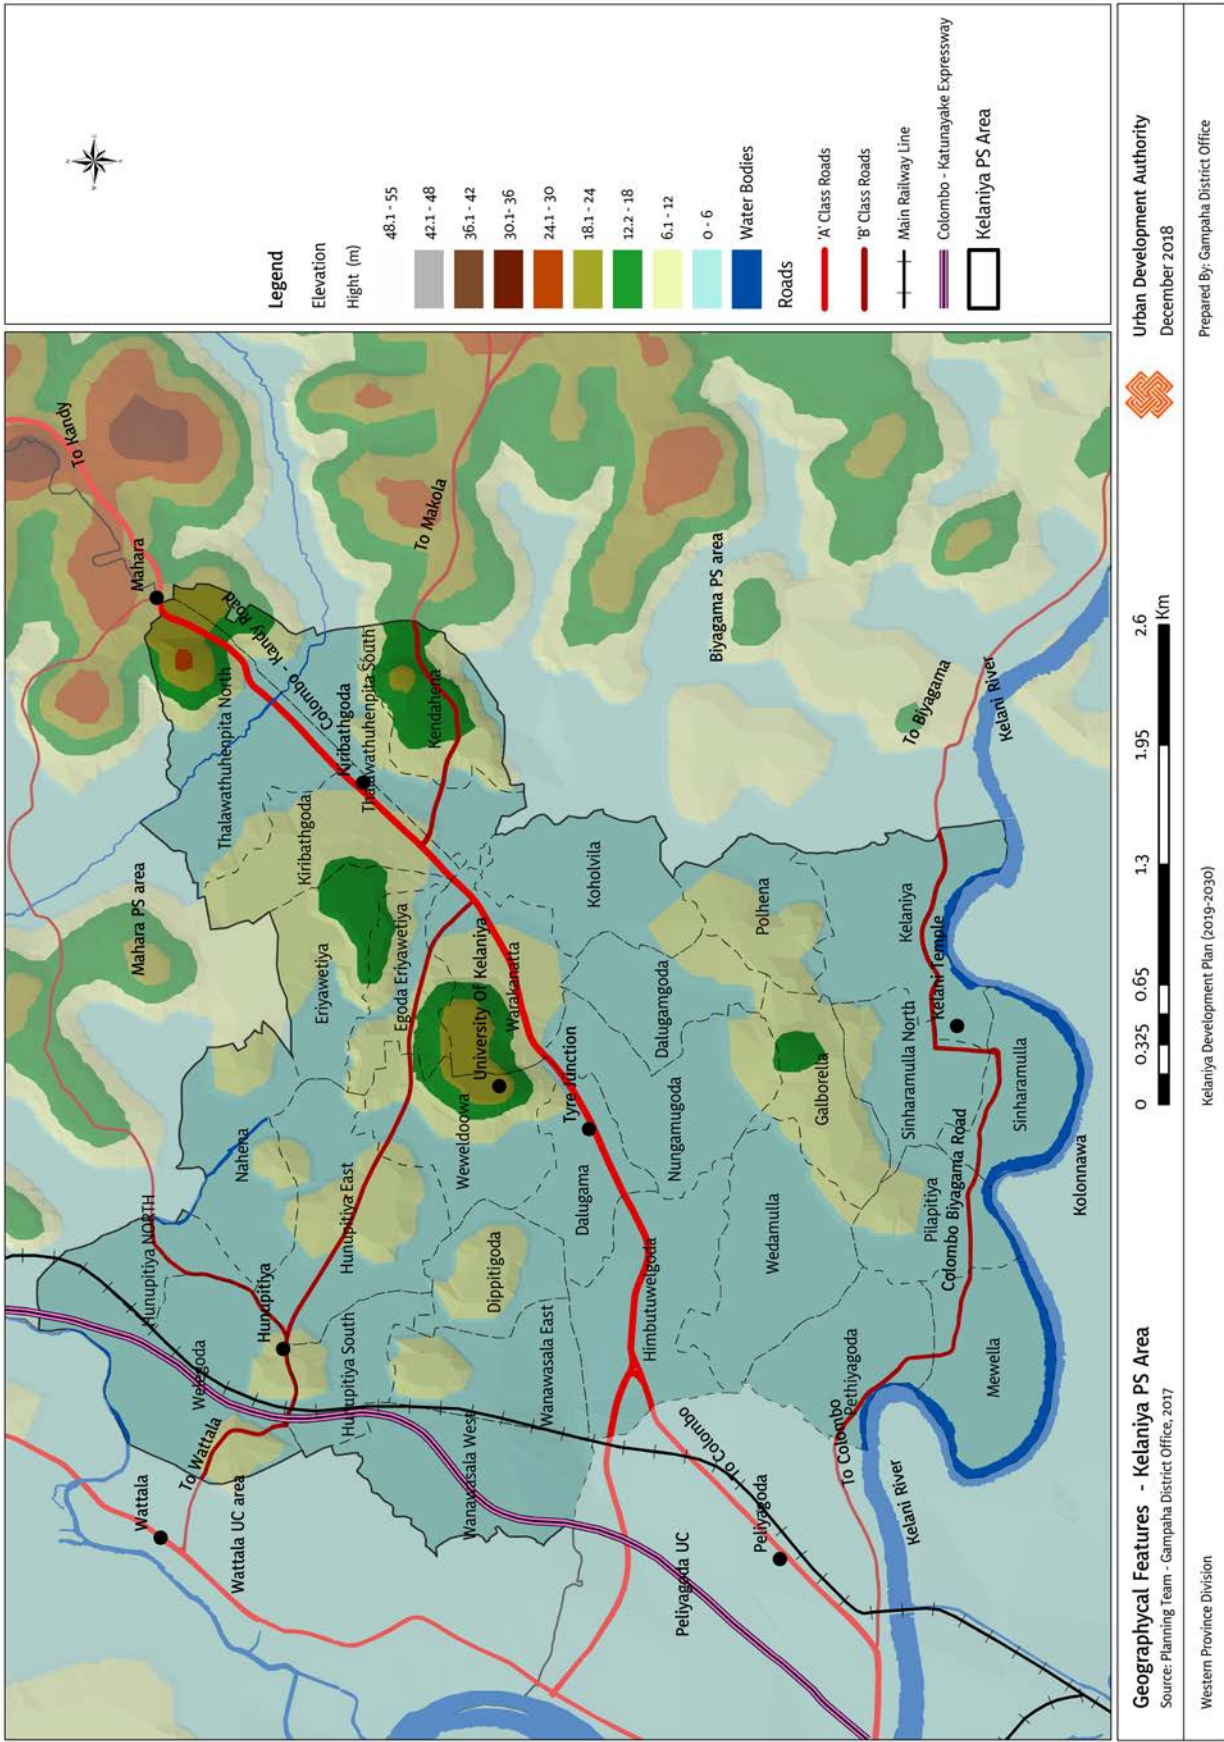 Mahara
To Kandy
Colombo - Kandy Road
Thalawathuhenpita North
Kiribathgoda
Thalawathuhenpita South
Kendahena
To Makola
Mahara PS area
Kiribathgoda
Eriyawetiya
Egoda Eriyawetiya
University Of Kelaniya
Warakanatta
Koholvila
Biyagama PS area
To Biyagama
Kelani River
Polhena
Kelaniya
Kelani Temple
Dalugamgoda
Nungamugoda
Galborella
Sinharamulla North
Sinharamulla
Tyre Junction
Weweldoowa
Dalugama
Nahena
Hunupitiya NORTH
Hunupitiya East
Hunupitiya
Dippitigoda
Wedamulla
Pilapitiya
Colombo Biyagama Road
Kolonnawa
Himbutuwelgoda
Welegoda
Hunupitiya South
Wanawasala East
Wanawasala West
Pethiyagoda
Mewella
To Wattala
Wattala
Wattala UC area
To Colombo
To Colombo
Peliyagoda
Peliyagoda UC
Kelani River
N
Legend
Elevation
Hight (m)
48.1 - 55
42.1 - 48
36.1 - 42
30.1- 36
24.1 - 30
18.1 - 24
12.2 - 18
6.1 - 12
0 - 6
Water Bodies
Roads
'A' Class Roads
'B' Class Roads
Main Railway Line
Colombo - Katunayake Expressway
Kelaniya PS Area
Geographycal Features - Kelaniya PS Area
Source: Planning Team - Gampaha District Office, 2017
0 0.325 0.65 1.3 1.95 2.6
Km
Urban Development Authority
December 2018
Western Province Division
Kelaniya Development Plan (2019-2030)
Prepared By: Gampaha District Office